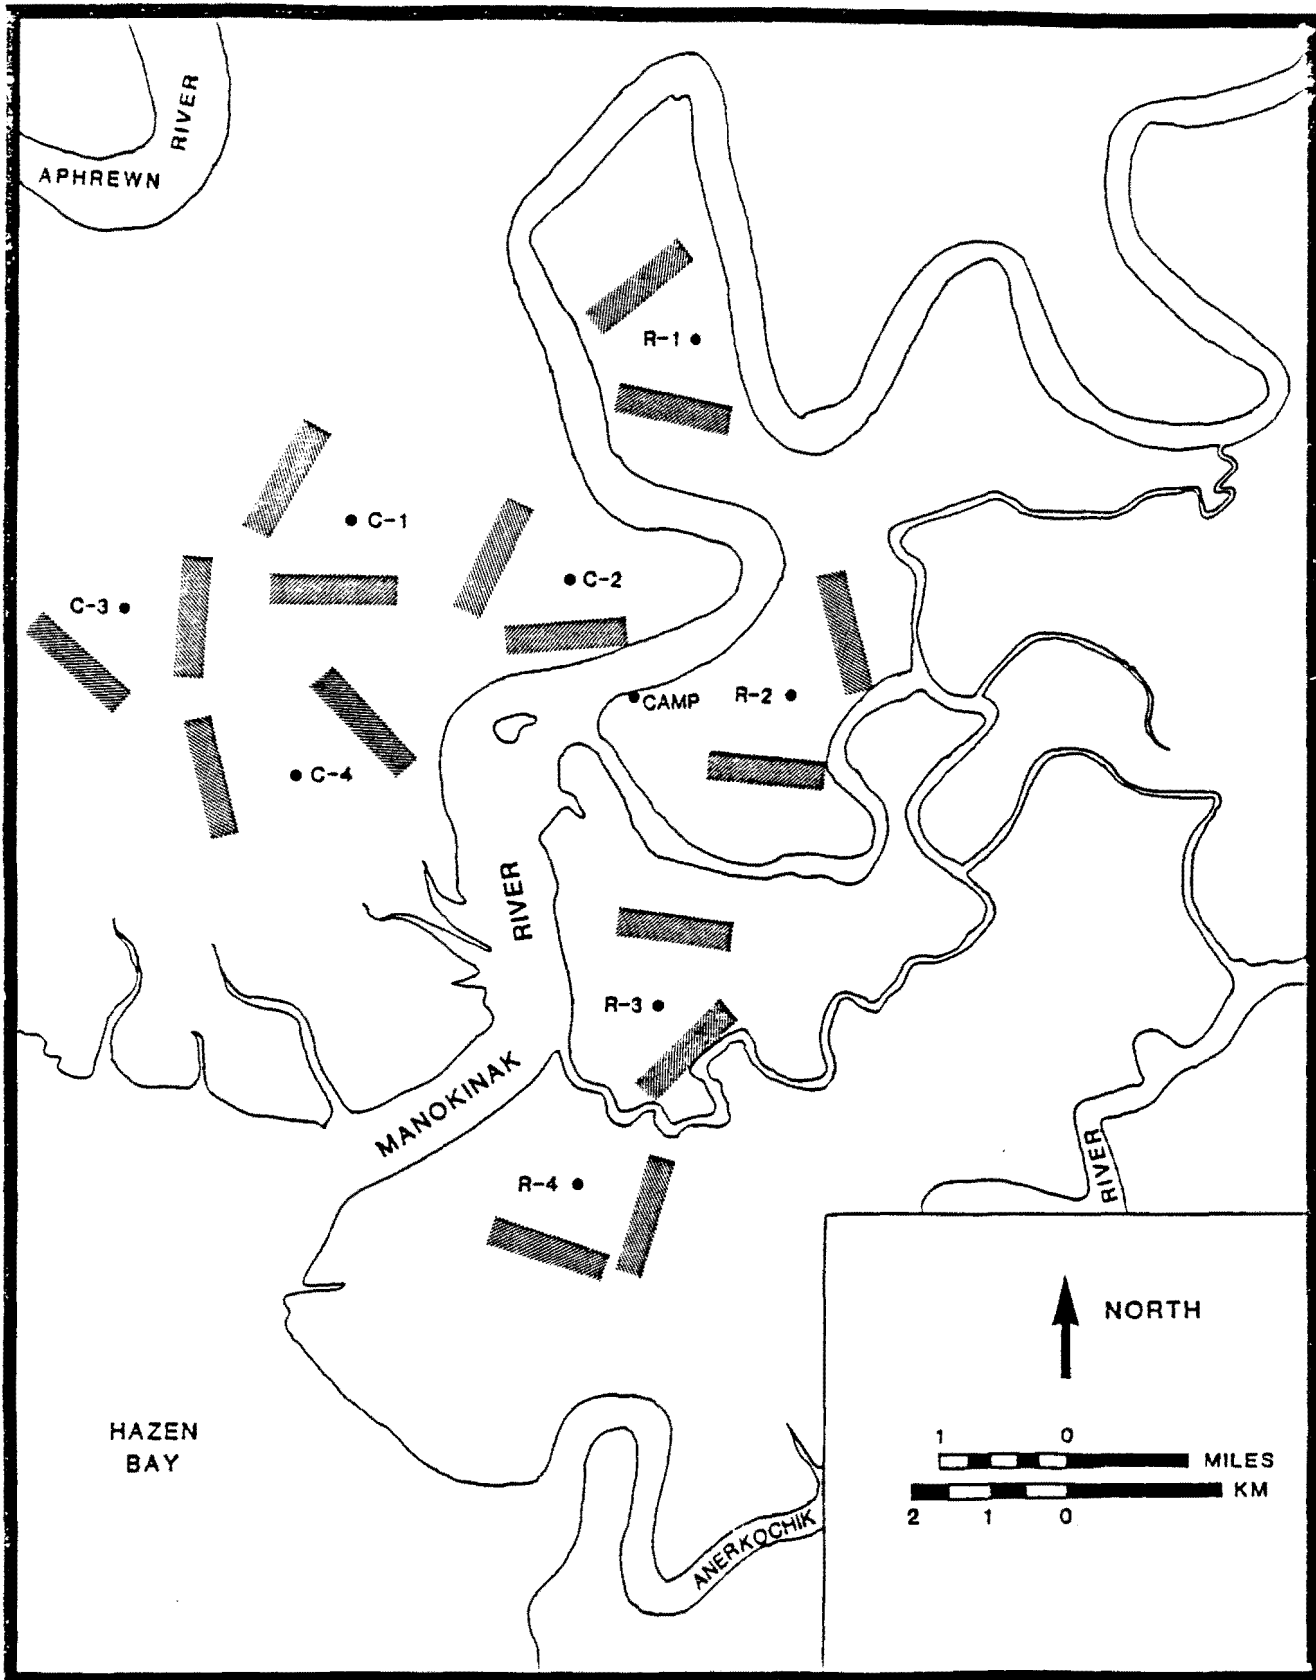 RIVER
APHREWN
R-1
C-1
C-2
C-3
CAMP
R-2
C-4
RIVER
R-3
MANOKINAK
RIVER
R-4
NORTH
HAZEN
BAY
1 0
MILES
KM
2 1 0
ANERKOCHIK